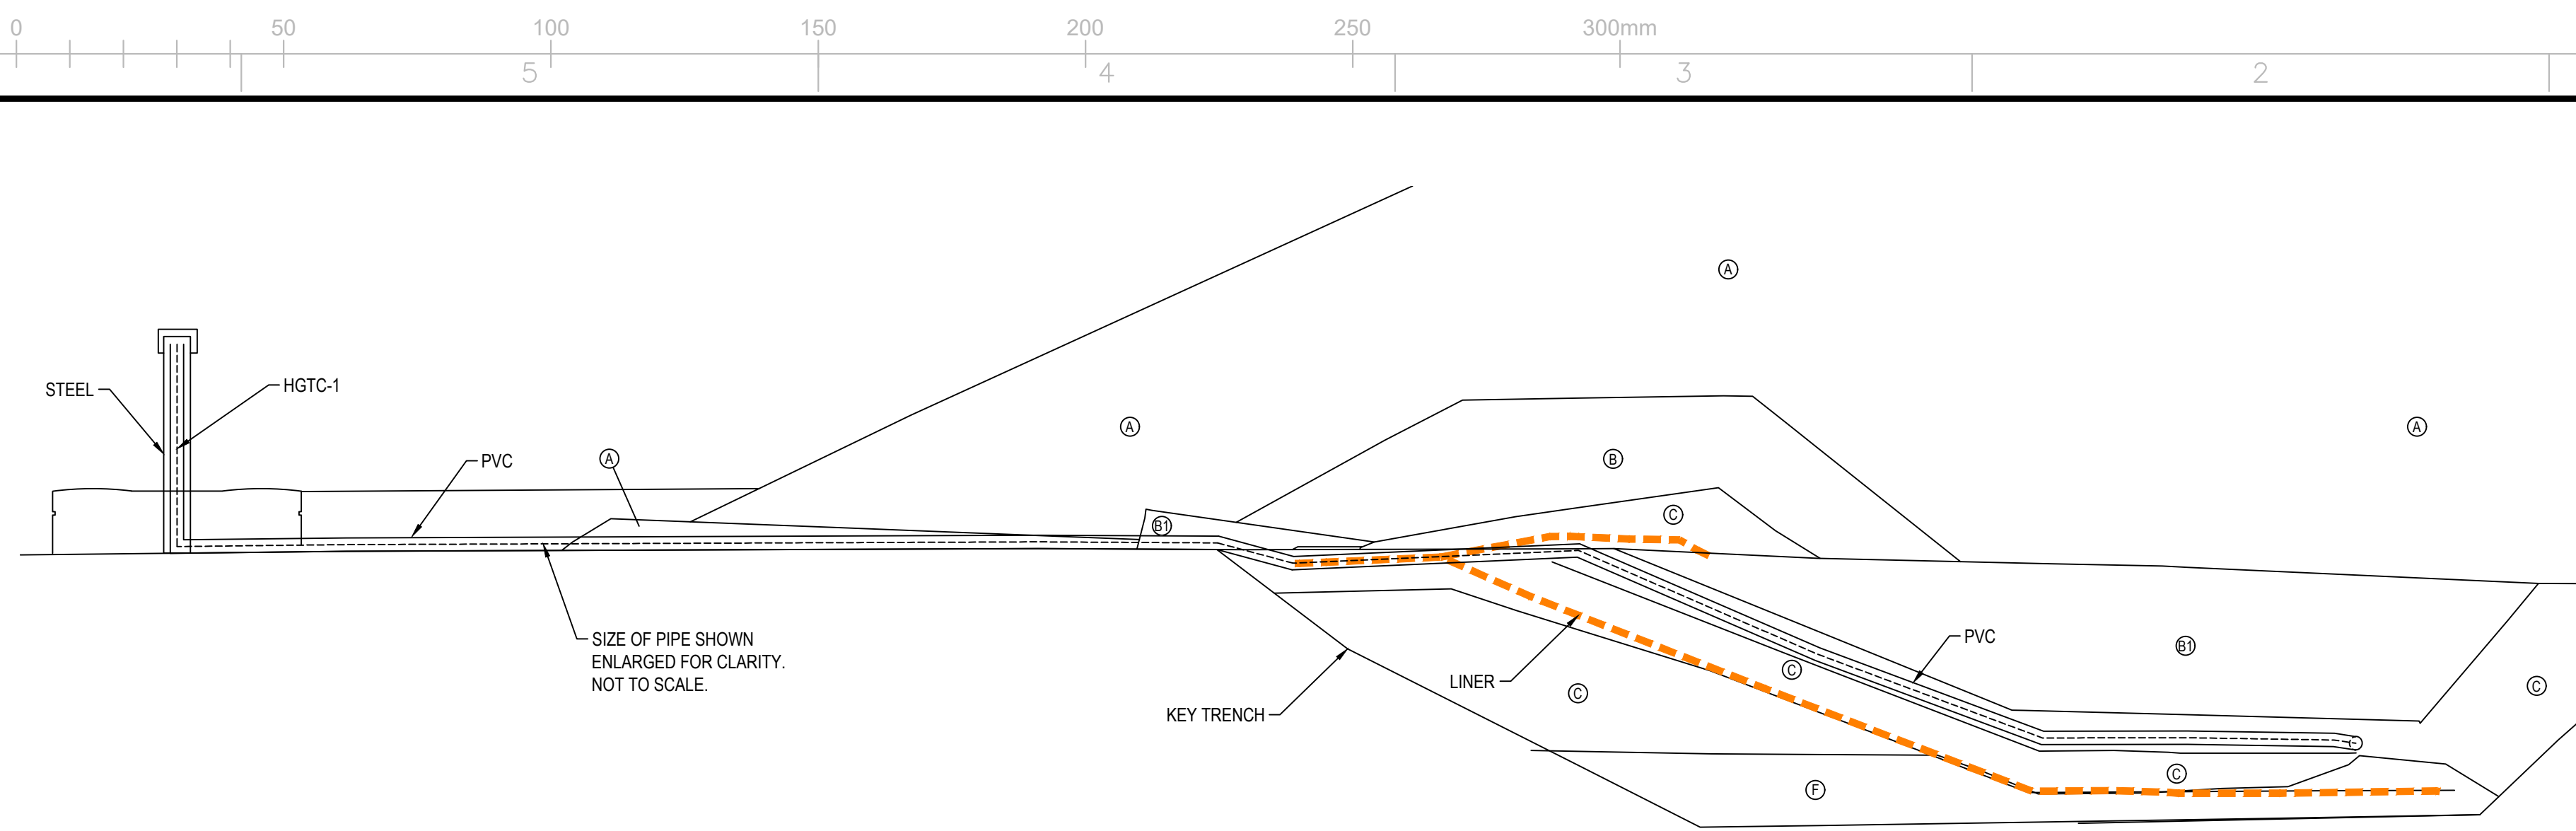 0 50 100 150 200 250 300mm
5 4 3 2
A
STEEL
HGTC-1
A
A
PVC
A
B
C
B1
SIZE OF PIPE SHOWN
ENLARGED FOR CLARITY.
NOT TO SCALE.
PVC
B1
LINER
C
C
C
KEY TRENCH
C
F